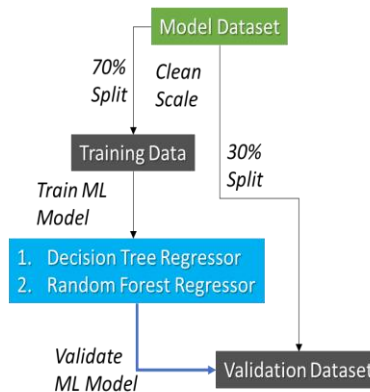 Model Dataset
70%
Split
Clean
Scale
Training Data
30%
Split
Train ML
Model
1. Decision Tree Regressor
2. Random Forest Regressor
Validate
ML Model
Validation Dataset